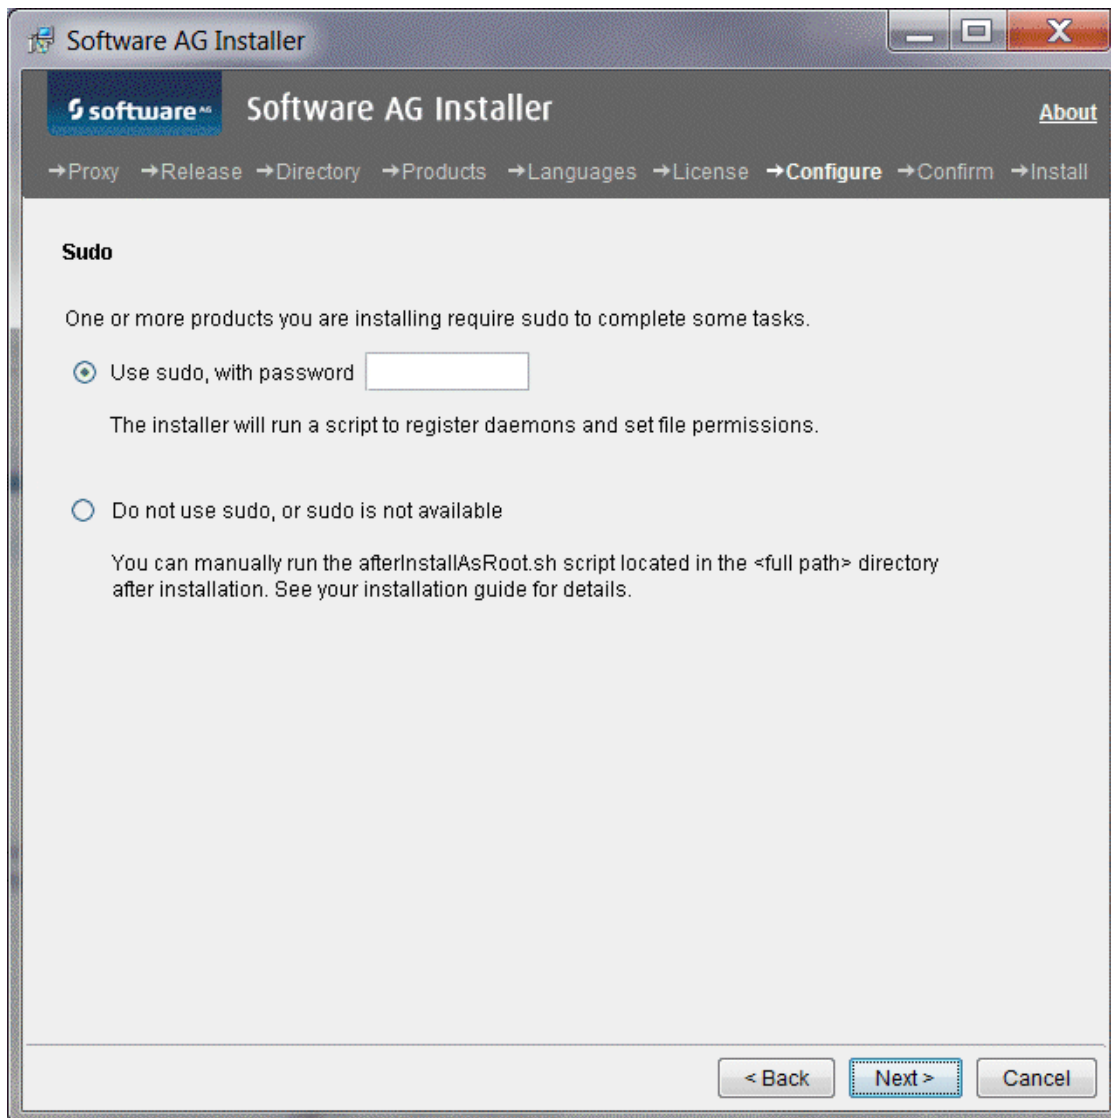 Software AG Installer
software AG Software AG Installer
About
→Proxy →Release →Directory →Products →Languages →License →Configure →Confirm →Install
Sudo
One or more products you are installing require sudo to complete some tasks.
Use sudo, with password
The installer will run a script to register daemons and set file permissions.
Do not use sudo, or sudo is not available
You can manually run the afterInstallAsRoot.sh script located in the <full path> directory
after installation. See your installation guide for details.
< Back Next > Cancel